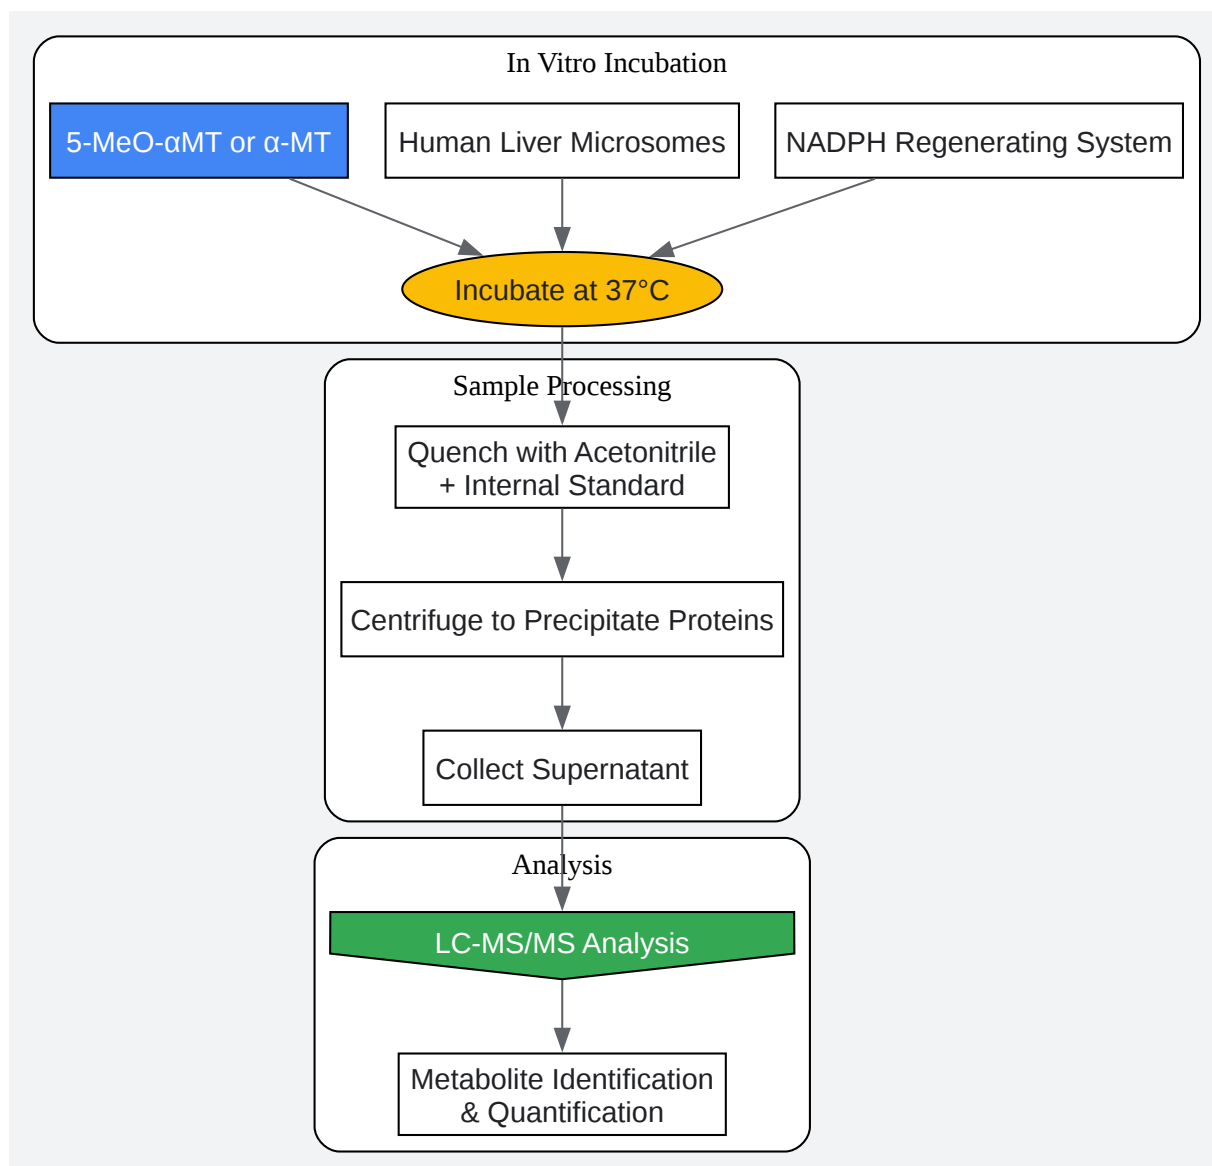 In Vitro Incubation
5-MeO-αMT or α-MT
Human Liver Microsomes
NADPH Regenerating System
Incubate at 37°C
Sample Processing
Quench with Acetonitrile
+ Internal Standard
Centrifuge to Precipitate Proteins
Collect Supernatant
Analysis
LC-MS/MS Analysis
Metabolite Identification
& Quantification